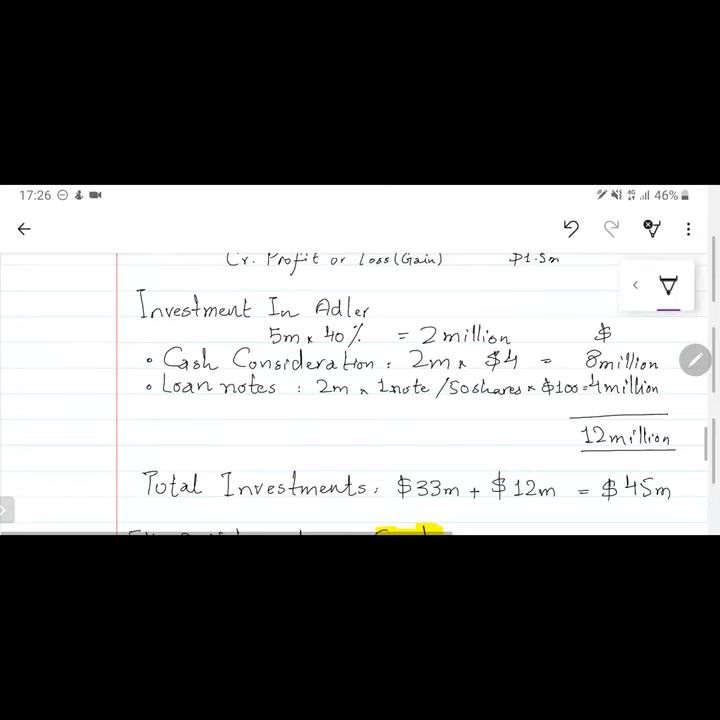 17:26 4G 46%
Cr. Profit or Loss (Gain) $1.5m
Investment In Adler
5m x 40% = 2 million $
• Cash Consideration : 2m x $4 = 8million
• Loan notes : 2m x 1note /50shares x $100 = 4million
12million
Total Investments: $33m + $12m = $45m